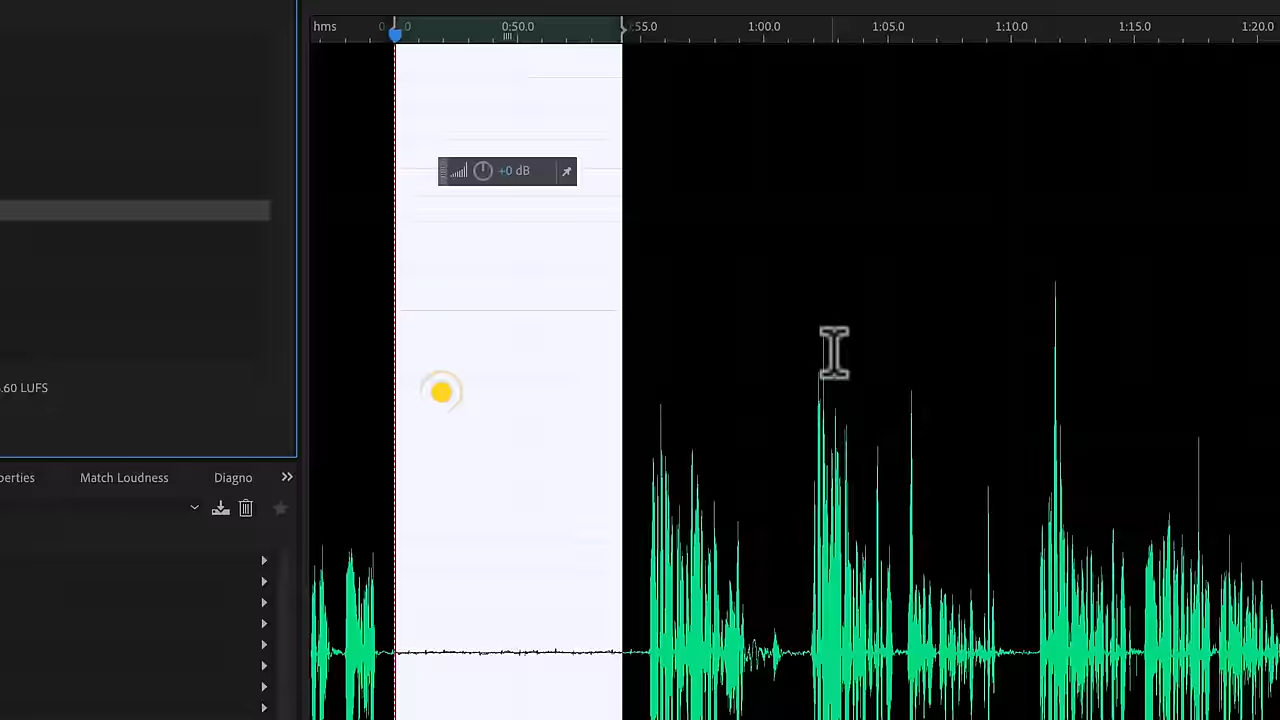 hms 0:50.0 55.0 1:00.0 1:05.0 1:10.0 1:15.0 1:20.0
+0 dB
.60 LUFS
perties Match Loudness Diagno